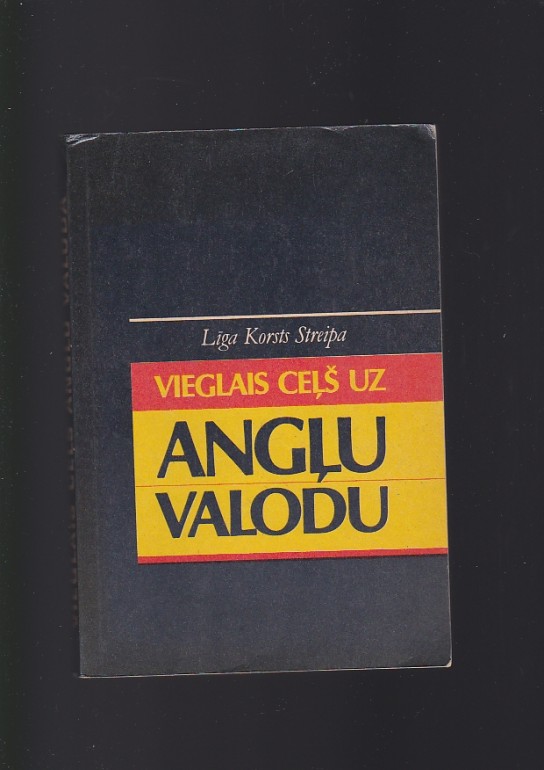 Līga Korsts Streipa
VIEGLAIS CEĻŠ UZ
ANGĻU
VALODU